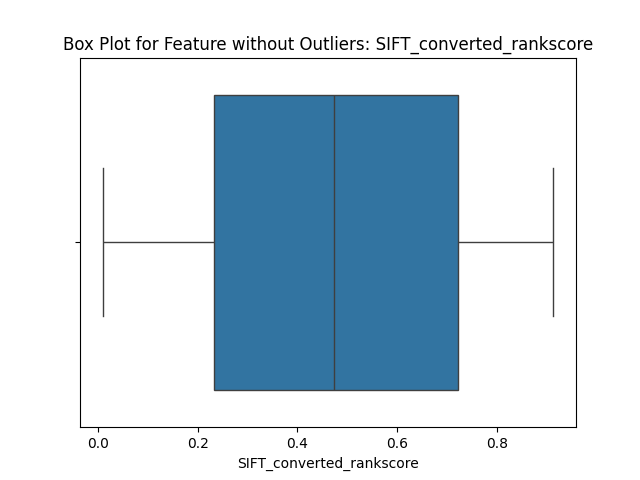 Box Plot for Feature without Outliers: SIFT_converted_rankscore
0.0 0.2 0.4 0.6 0.8
SIFT_converted_rankscore